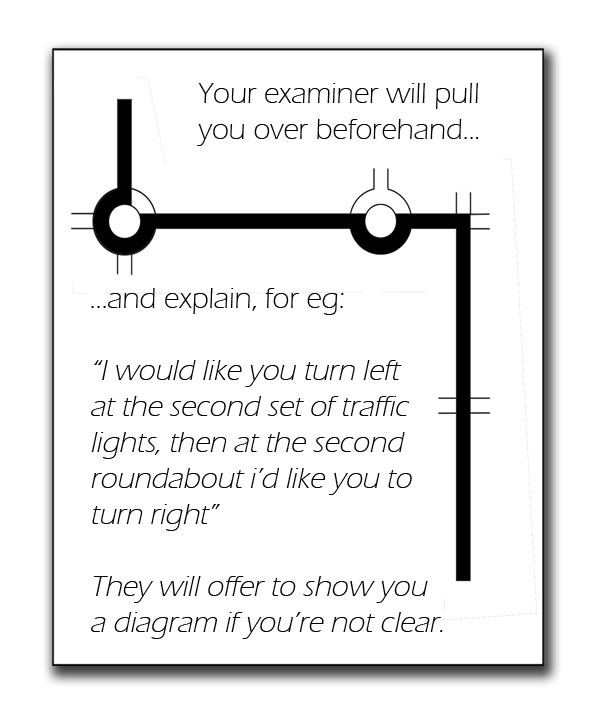 Your examiner will pull
you over beforehand...
...and explain, for eg:
“I would like you turn left
at the second set of traffic
lights, then at the second
roundabout i’d like you to
turn right”
They will offer to show you
a diagram if you’re not clear.